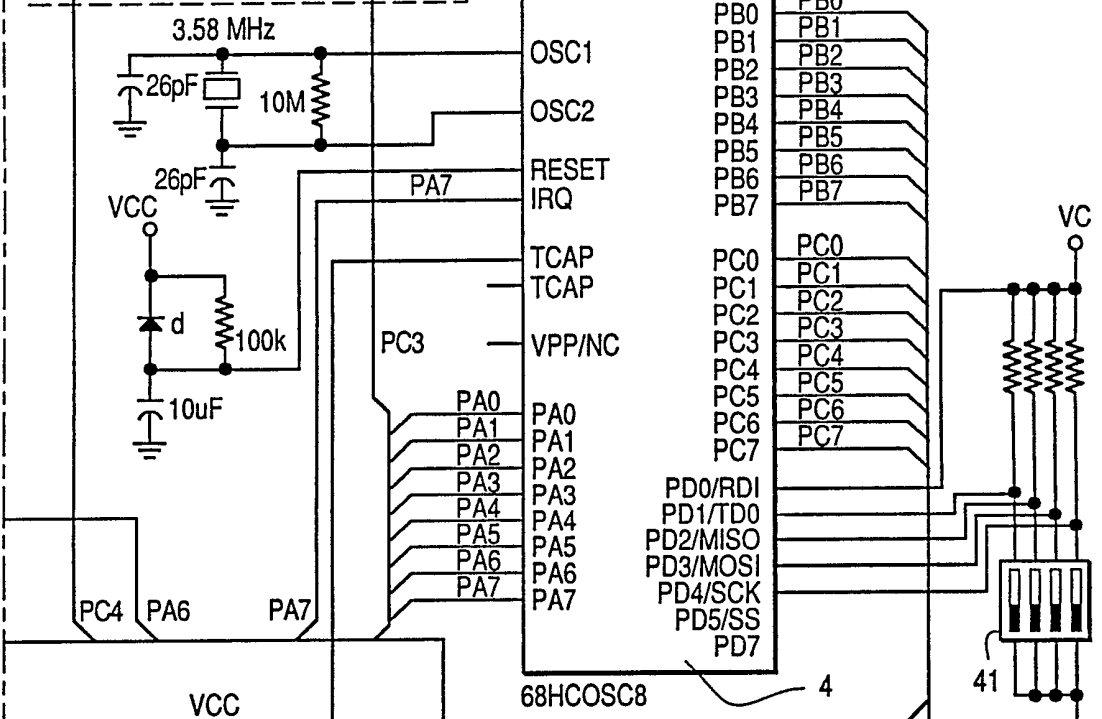 3.58 MHz
26pF
10M
26pF
VCC
d
100k
10uF
PA7
PC3
OSC1
OSC2
RESET
IRQ
TCAP
TCAP
VPP/NC
PA0
PA1
PA2
PA3
PA4
PA5
PA6
PA7
PA0
PA1
PA2
PA3
PA4
PA5
PA6
PA7
PB0
PB1
PB2
PB3
PB4
PB5
PB6
PB7
PC0
PC1
PC2
PC3
PC4
PC5
PC6
PC7
PD0/RDI
PD1/TD0
PD2/MISO
PD3/MOSI
PD4/SCK
PD5/SS
PD7
PB0
PB1
PB2
PB3
PB4
PB5
PB6
PB7
PC0
PC1
PC2
PC3
PC4
PC5
PC6
PC7
VC
PC4
PA6
PA7
VCC
68HCOSC8
4
41